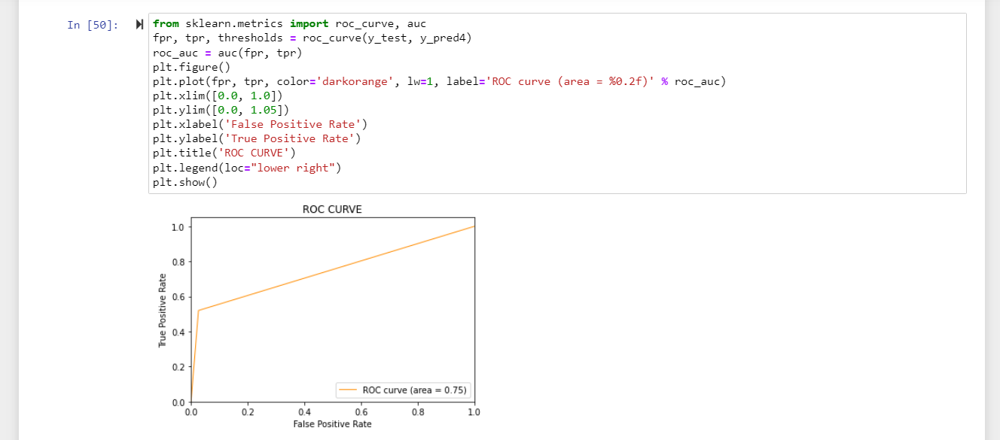 In [50]:
from sklearn.metrics import roc_curve, auc
fpr, tpr, thresholds = roc_curve(y_test, y_pred4)
roc_auc = auc(fpr, tpr)
plt.figure()
plt.plot(fpr, tpr, color='darkorange', lw=1, label='ROC curve (area = %0.2f)' % roc_auc)
plt.xlim([0.0, 1.0])
plt.ylim([0.0, 1.05])
plt.xlabel('False Positive Rate')
plt.ylabel('True Positive Rate')
plt.title('ROC CURVE')
plt.legend(loc="lower right")
plt.show()
ROC CURVE
True Positive Rate
1.0
0.8
0.6
0.4
0.2
0.0
ROC curve (area = 0.75)
0.0 0.2 0.4 0.6 0.8 1.0
False Positive Rate